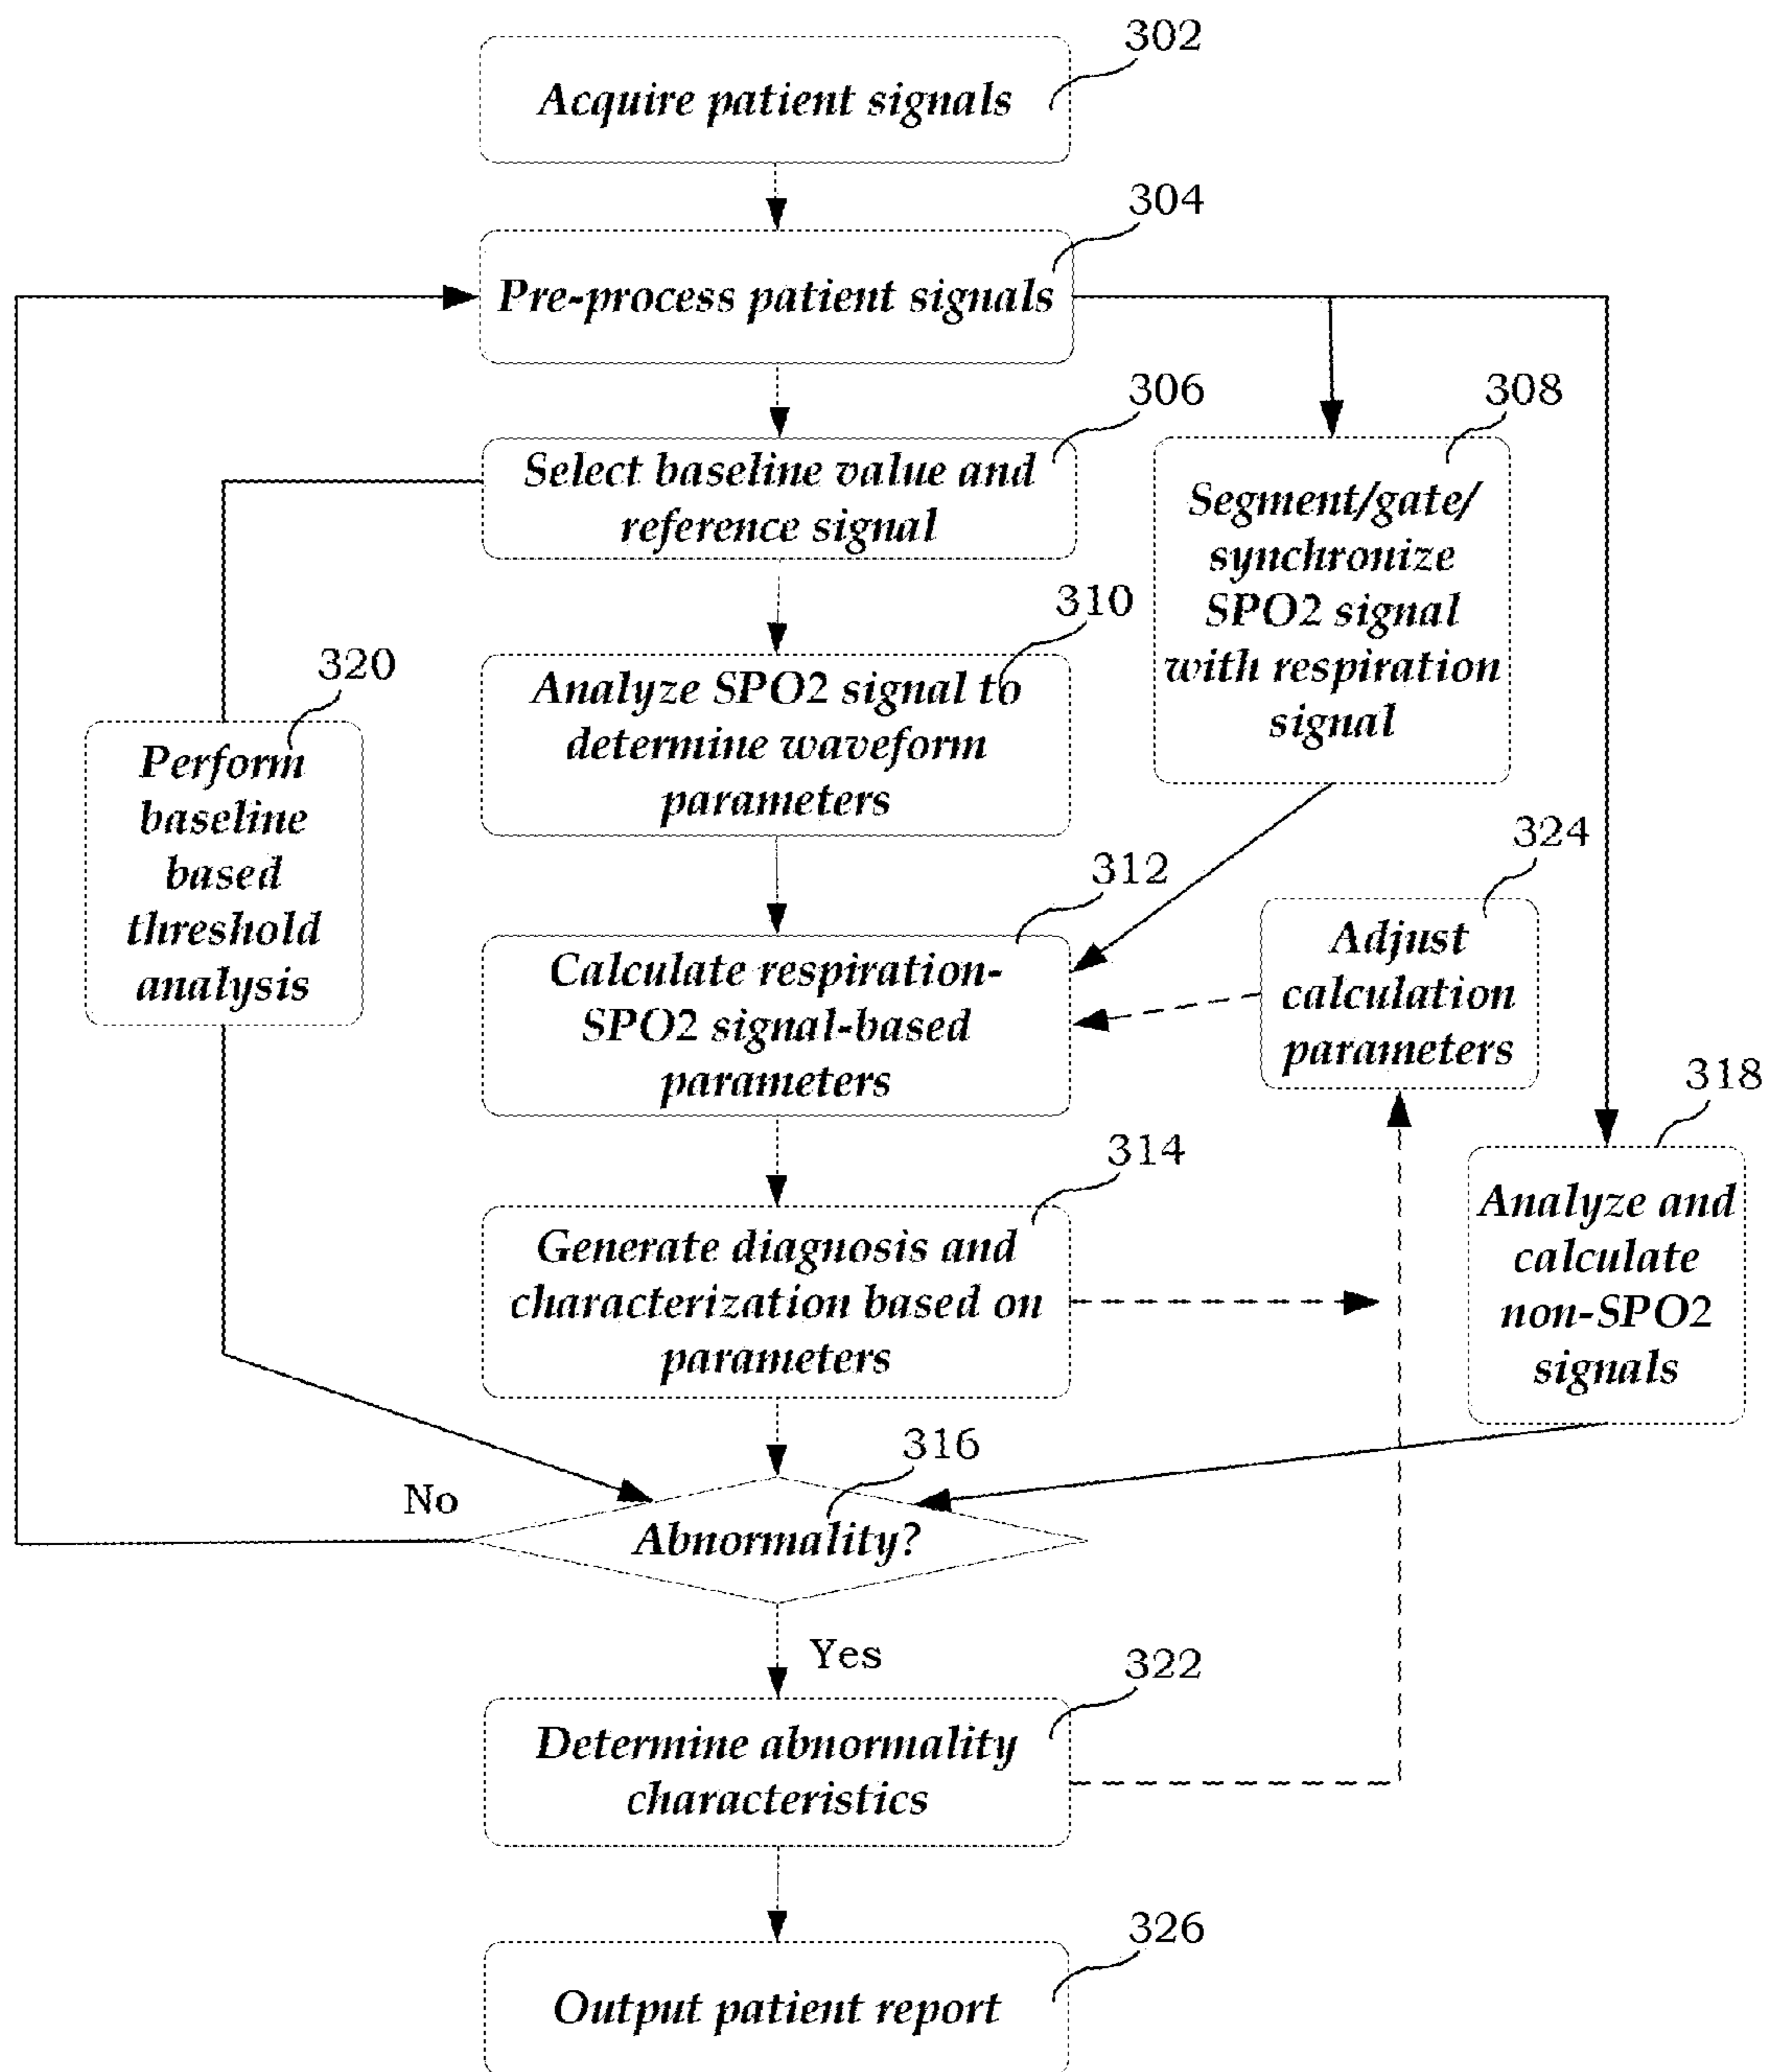 302
Acquire patient signals
304
Pre-process patient signals
306
Select baseline value and
reference signal
308
Segment/gate/
synchronize
SPO2 signal
with respiration
signal
310
Analyze SPO2 signal to
determine waveform
parameters
320
Perform
baseline
based
threshold
analysis
312
Calculate respiration-
SPO2 signal-based
parameters
324
Adjust
calculation
parameters
314
Generate diagnosis and
characterization based on
parameters
318
Analyze and
calculate
non-SPO2
signals
316
Abnormality?
No
Yes
322
Determine abnormality
characteristics
326
Output patient report